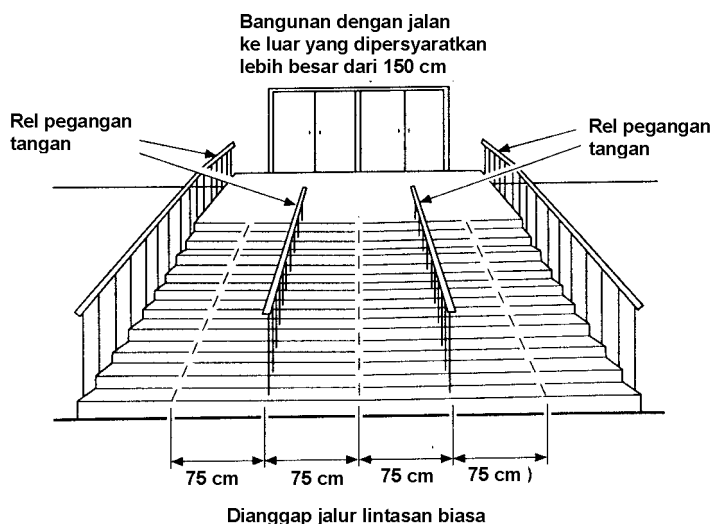 Bangunan dengan jalan
ke luar yang dipersyaratkan
lebih besar dari 150 cm
Rel pegangan
tangan
Rel pegangan
tangan
75 cm
75 cm
75 cm
75 cm )
Dianggap jalur lintasan biasa